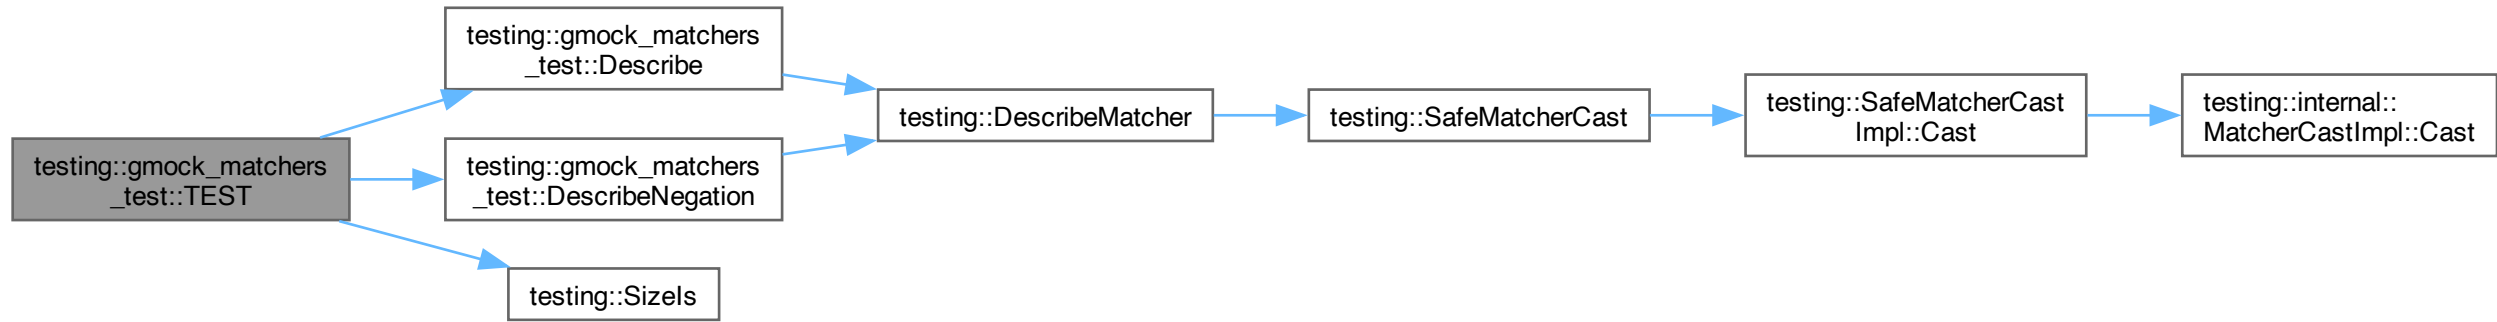 testing::gmock_matchers
_test::TEST
testing::gmock_matchers
_test::Describe
testing::gmock_matchers
_test::DescribeNegation
testing::SizeIs
testing::DescribeMatcher
testing::SafeMatcherCast
testing::SafeMatcherCast
Impl::Cast
testing::internal::
MatcherCastImpl::Cast